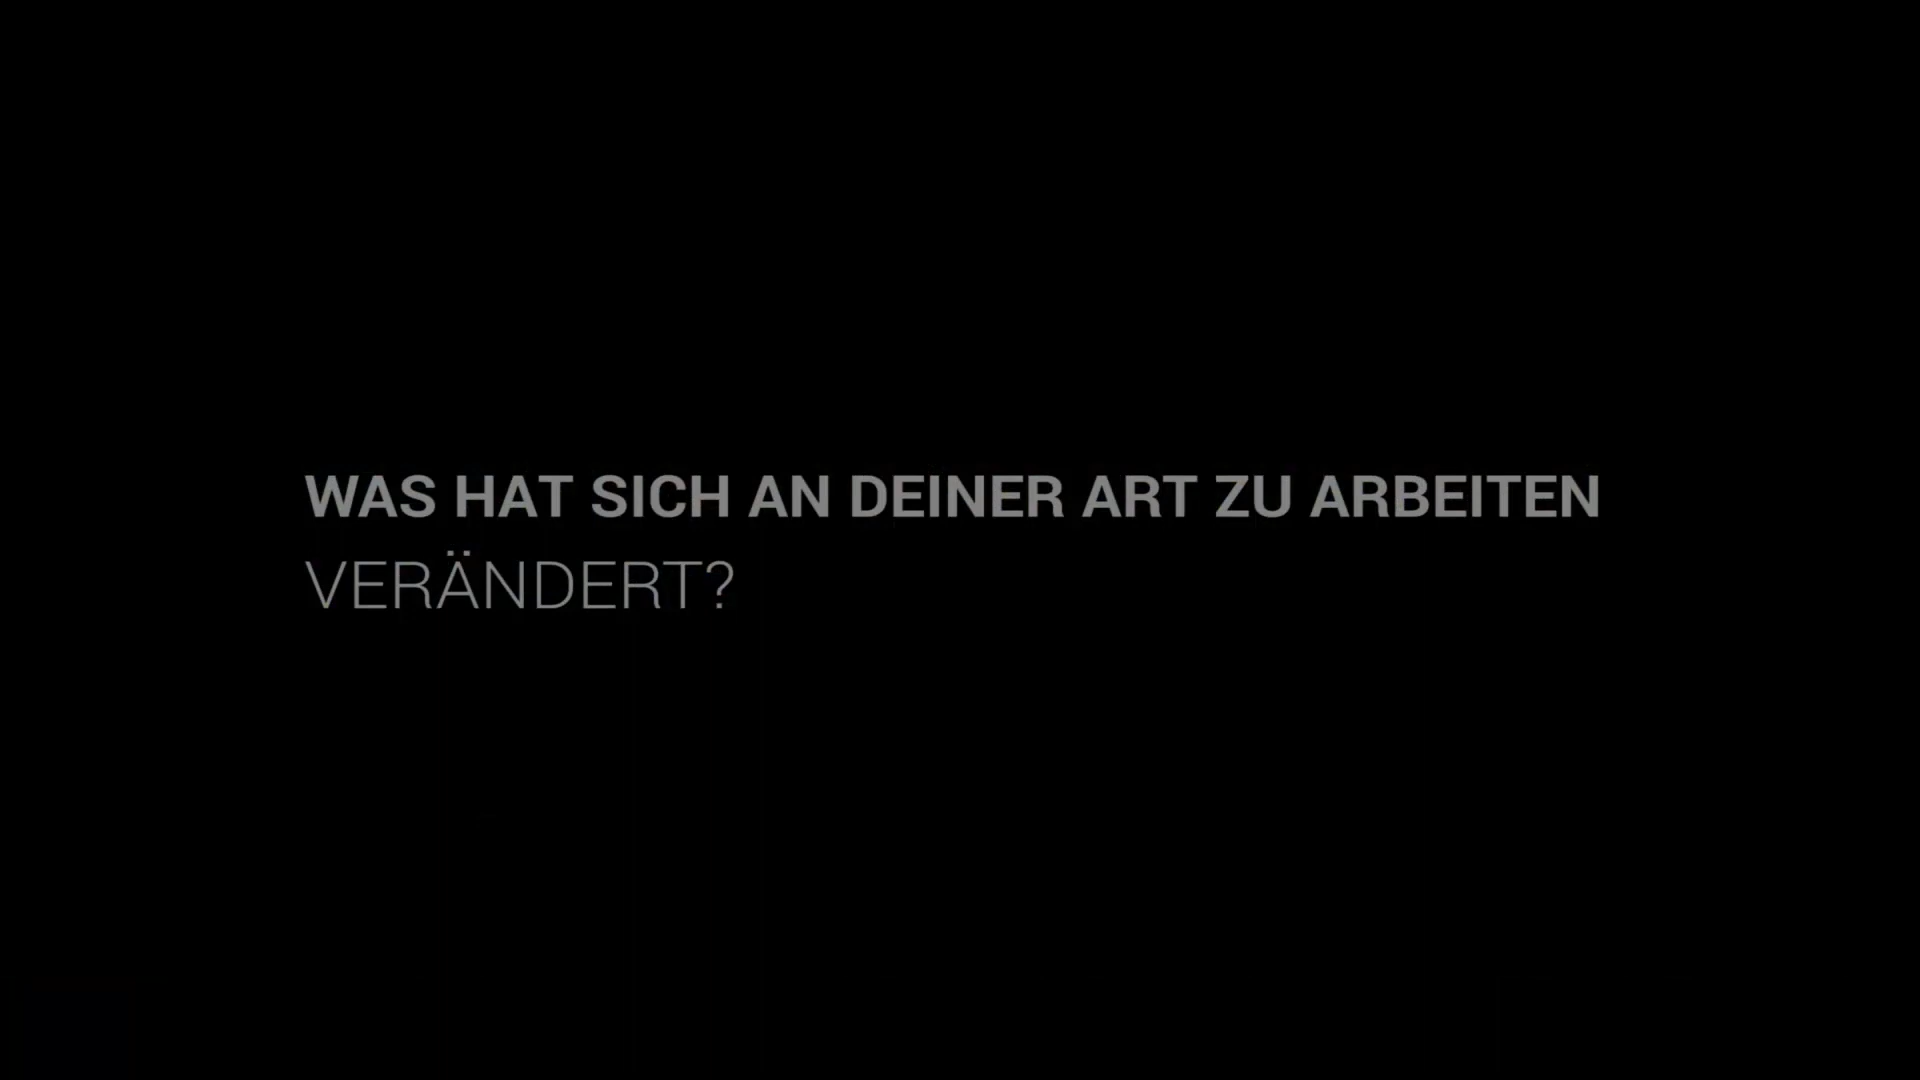 WAS HAT SICH AN DEINER ART ZU ARBEITEN
VERÄNDERT?